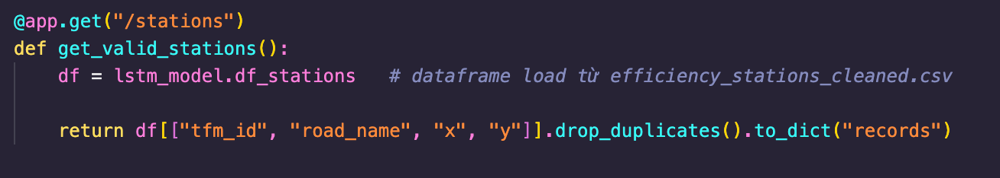 @app.get("/stations")
def get_valid_stations():
    df = lstm_model.df_stations   # dataframe load từ efficiency_stations_cleaned.csv
    return df[["tfm_id", "road_name", "x", "y"]].drop_duplicates().to_dict("records")